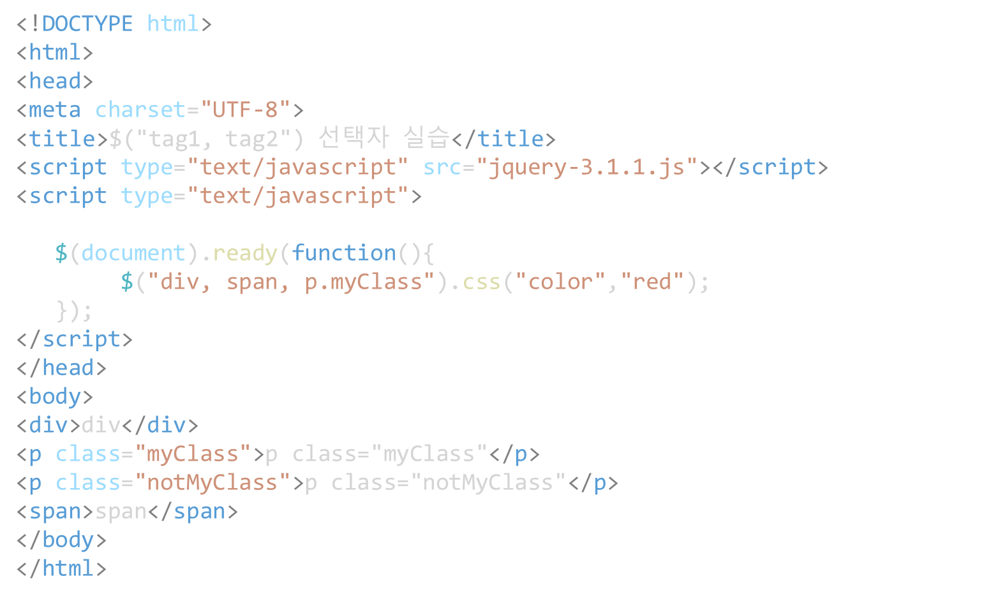 <!DOCTYPE html>
<html>
<head>
<meta charset="UTF-8">
<title>$("tag1, tag2") 선택자 실습</title>
<script type="text/javascript" src="jquery-3.1.1.js"></script>
<script type="text/javascript">

   $(document).ready(function(){
        $("div, span, p.myClass").css("color","red");
   });
</script>
</head>
<body>
<div>div</div>
<p class="myClass">p class="myClass"</p>
<p class="notMyClass">p class="notMyClass"</p>
<span>span</span>
</body>
</html>